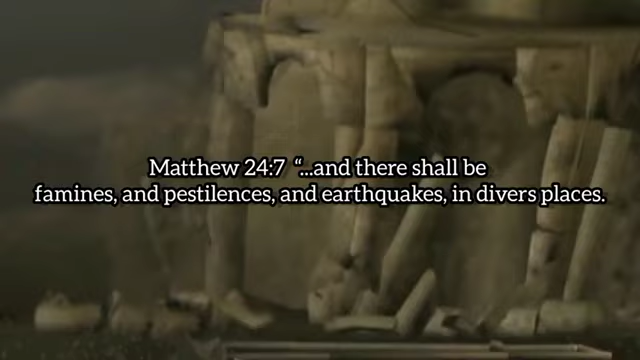 Matthew 24:7 “...and there shall be
famines, and pestilences, and earthquakes, in divers places.